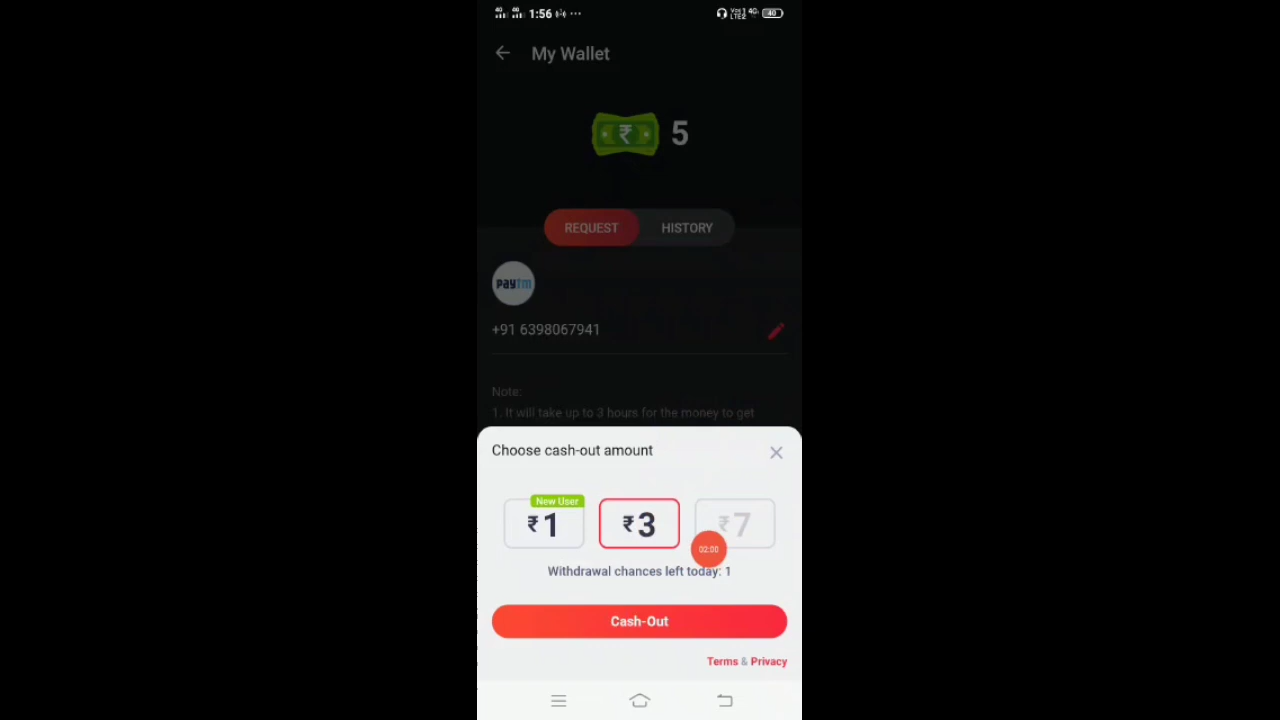 1:56
40
My Wallet
₹ 5
REQUEST HISTORY
paytm
+91 6398067941
Note:
1. It will take up to 3 hours for the money to get
Choose cash-out amount
New User
₹1 ₹3 ₹7
02:00
Withdrawal chances left today: 1
Cash-Out
Terms & Privacy